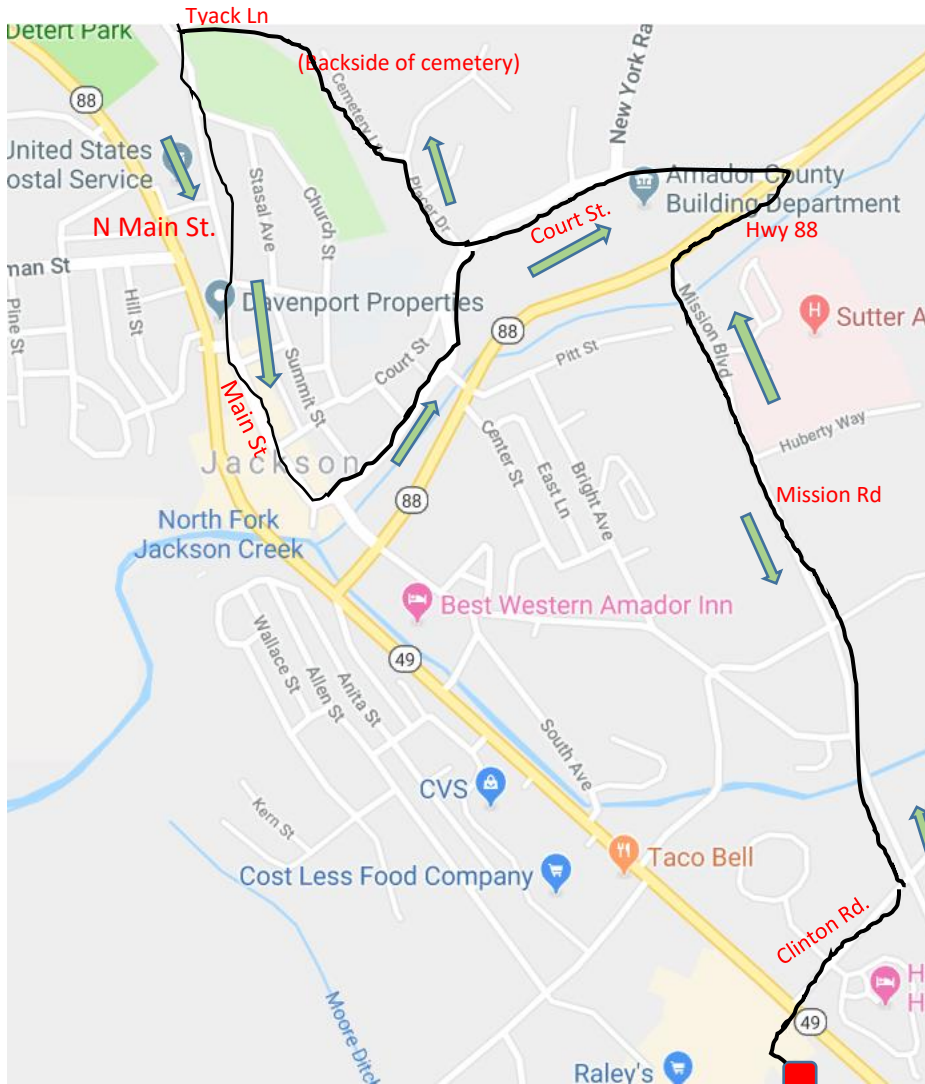 Tyack Ln
Detert Park
(Backside of cemetery)
Cemetery Ln
New York Ra
88
United States
ostal Service
Stasal Ave
Church St
Placer Dr
Amador County
Building Department
N Main St.
Court St.
Hwy 88
man St
Pine St
Hill St
Davenport Properties
88
Mission Blvd
H
Sutter A
Pitt St
Court St
Summit St
Main St
Huberty Way
Jackson
Center St
East Ln
Bright Ave
88
Mission Rd
North Fork
Jackson Creek
Best Western Amador Inn
49
Wallace St
Allen St
Anita St
South Ave
CVS
Kern St
Taco Bell
Cost Less Food Company
Clinton Rd.
H
H
Moore Ditc
49
Raley's